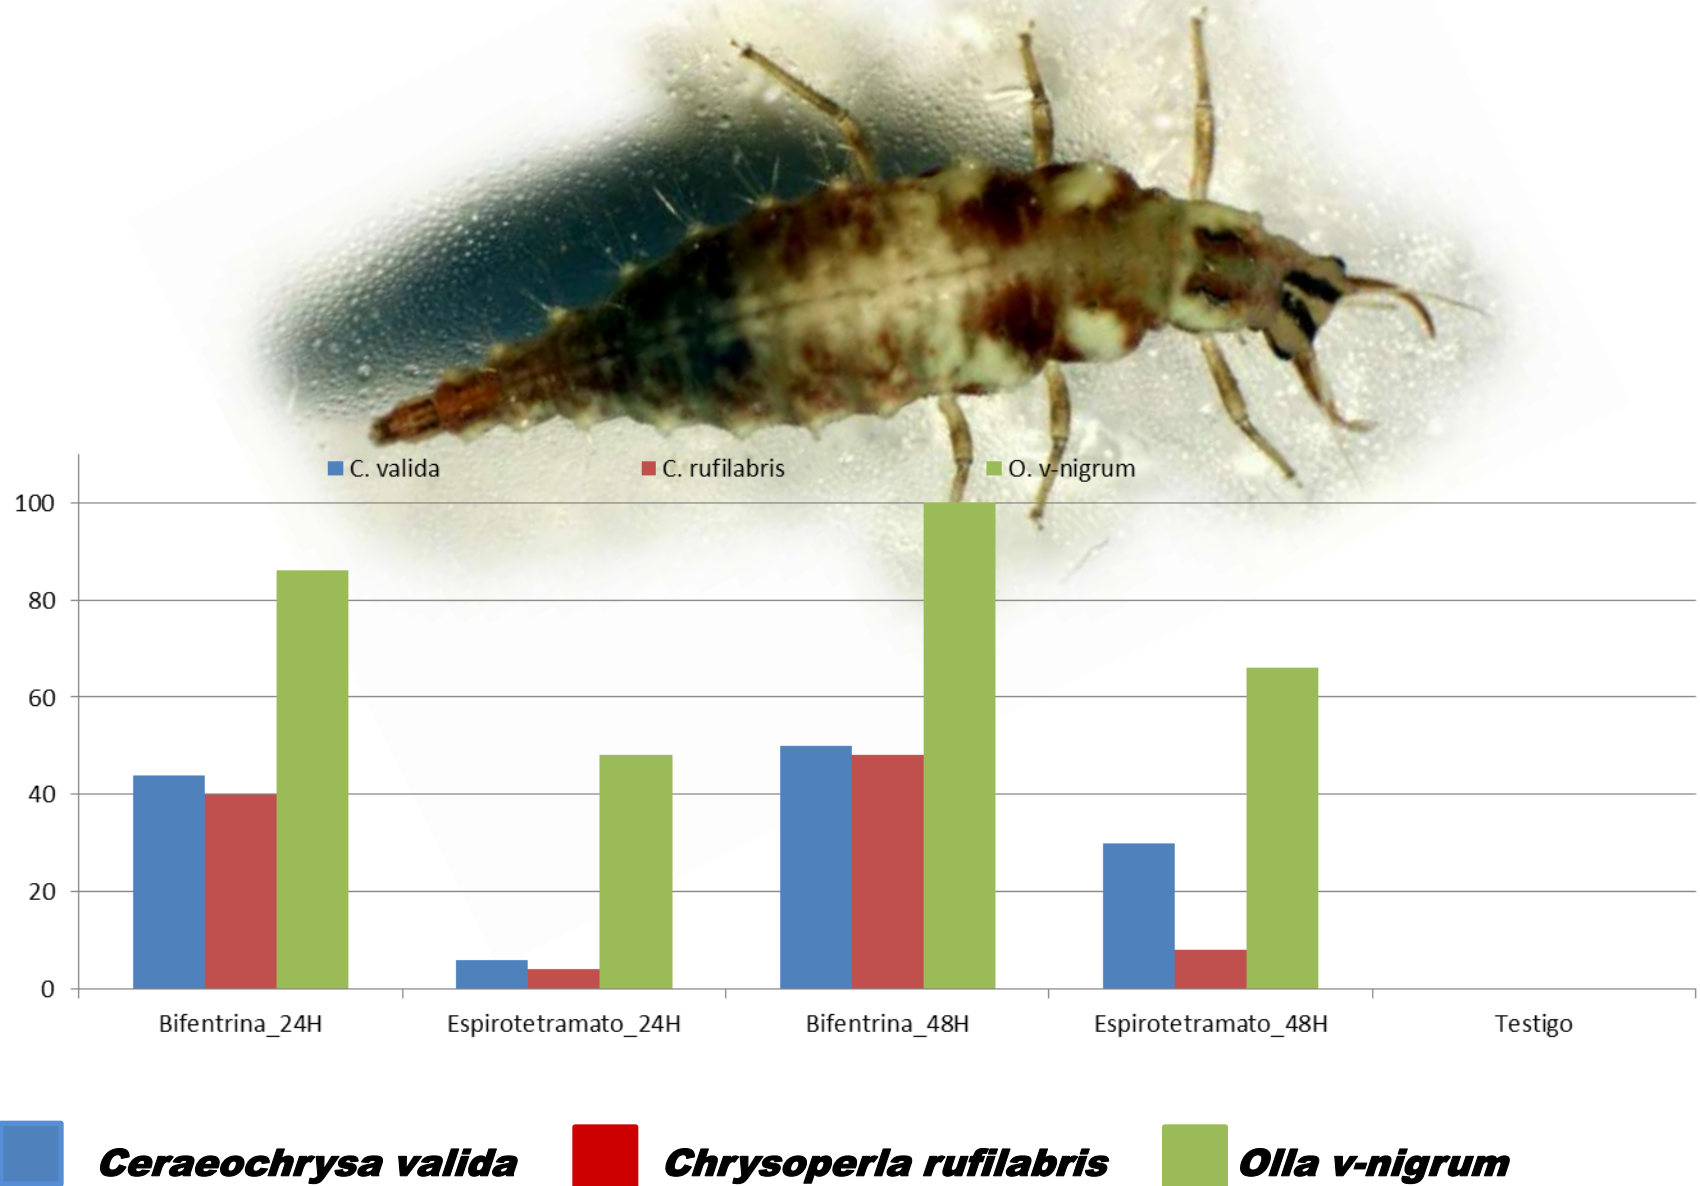 C. valida C. rufilabris O. v-nigrum
100
80
60
40
20
0
Bifentrina_24H Espirotetramato_24H Bifentrina_48H Espirotetramato_48H Testigo
Ceraeochrysa valida Chrysoperla rufilabris Olla v-nigrum